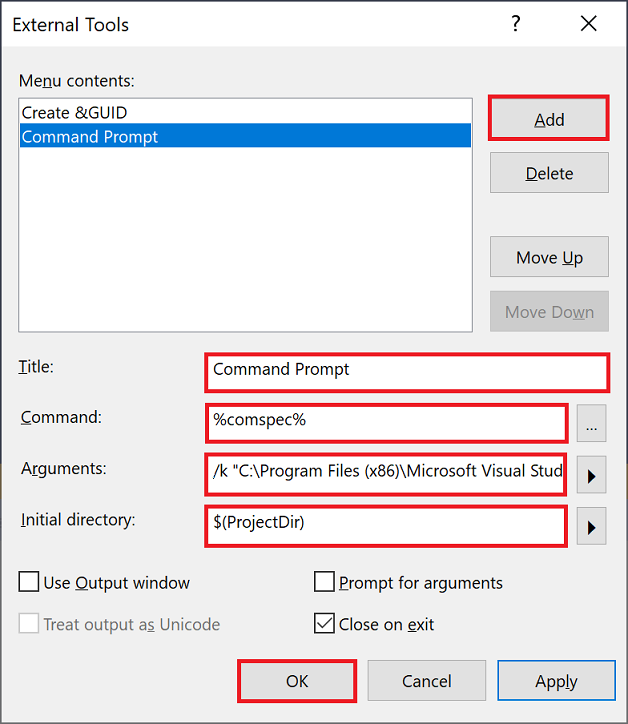 External Tools ?
Menu contents:
Create &GUID
Command Prompt
Add
Delete
Move Up
Move Down
Title: Command Prompt
Command: %comspec% ...
Arguments: /k "C:\Program Files (x86)\Microsoft Visual Stud
Initial directory: $(ProjectDir)
Use Output window Prompt for arguments
Treat output as Unicode Close on exit
OK Cancel Apply